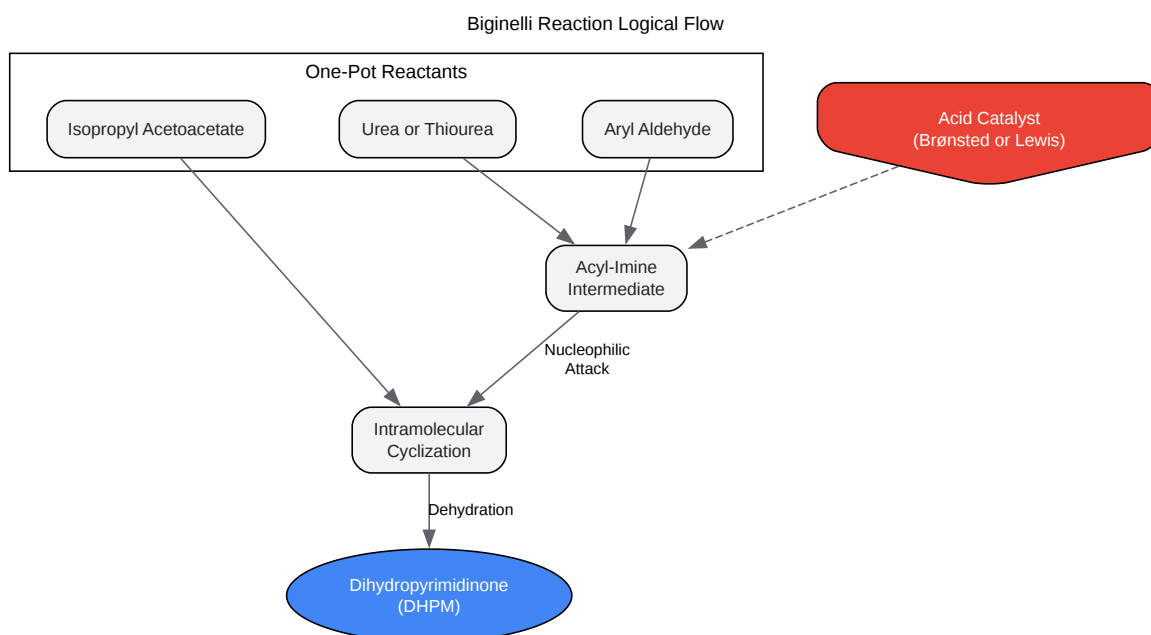 Biginelli Reaction Logical Flow
One-Pot Reactants
Isopropyl Acetoacetate
Urea or Thiourea
Aryl Aldehyde
Acid Catalyst
(Brønsted or Lewis)
Acyl-Imine
Intermediate
Nucleophilic
Attack
Intramolecular
Cyclization
Dehydration
Dihydropyrimidinone
(DHPM)